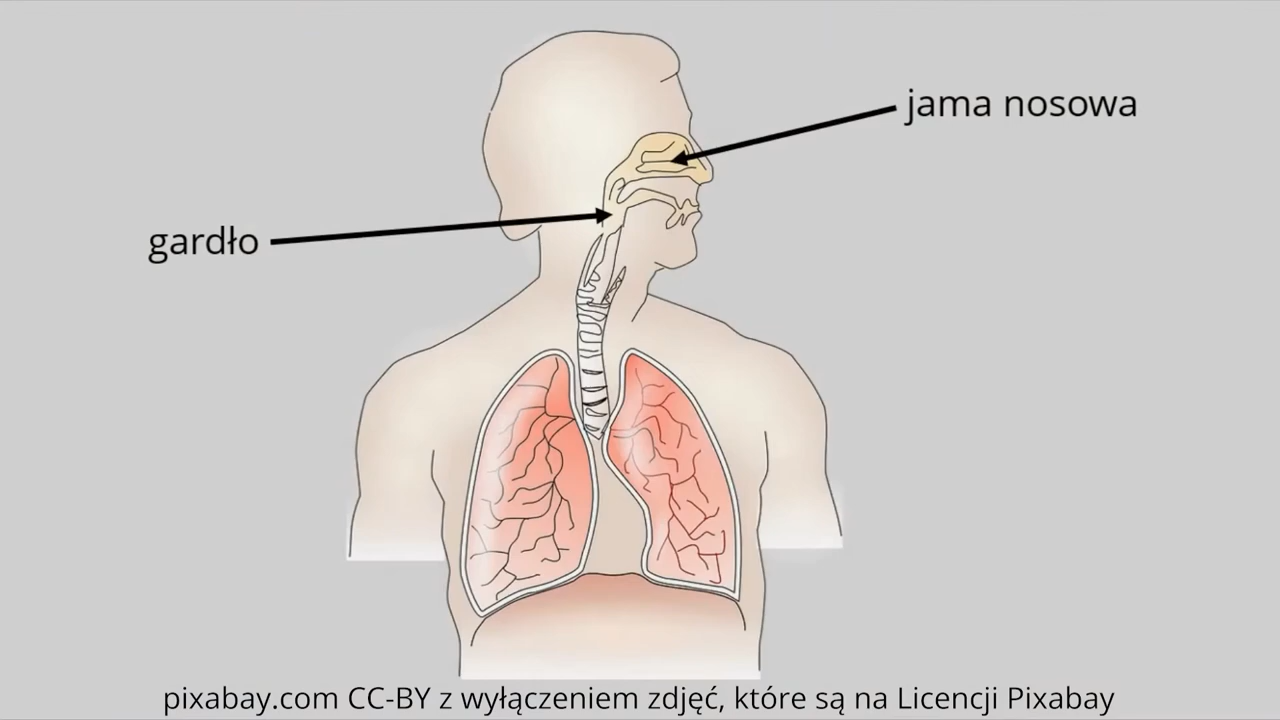 jama nosowa
gardło
pixabay.com CC-BY z wyłączeniem zdjęć, które są na Licencji Pixabay